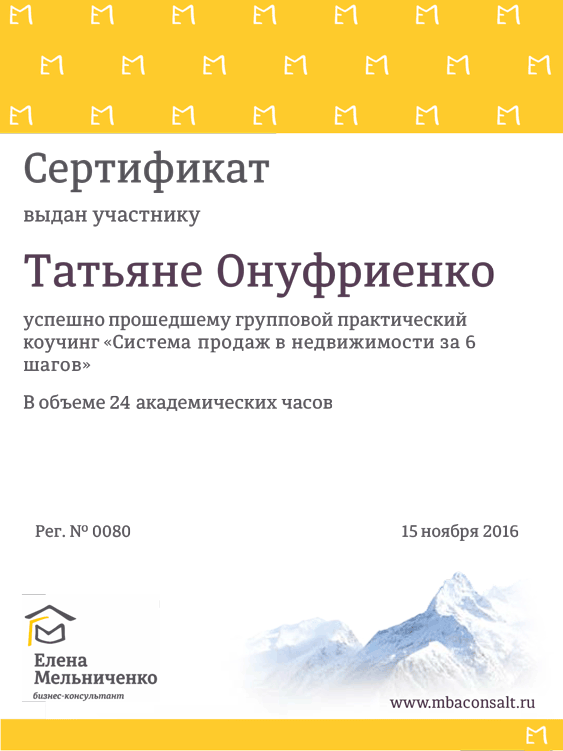 Сертификат
выдан участнику
Татьяне Онуфриенко
успешно прошедшему групповой практический
коучинг «Система продаж в недвижимости за 6
шагов»
В объеме 24 академических часов
Рег. № 0080
15 ноября 2016
Елена
Мельниченко
бизнес-консультант
www.mbaconsalt.ru